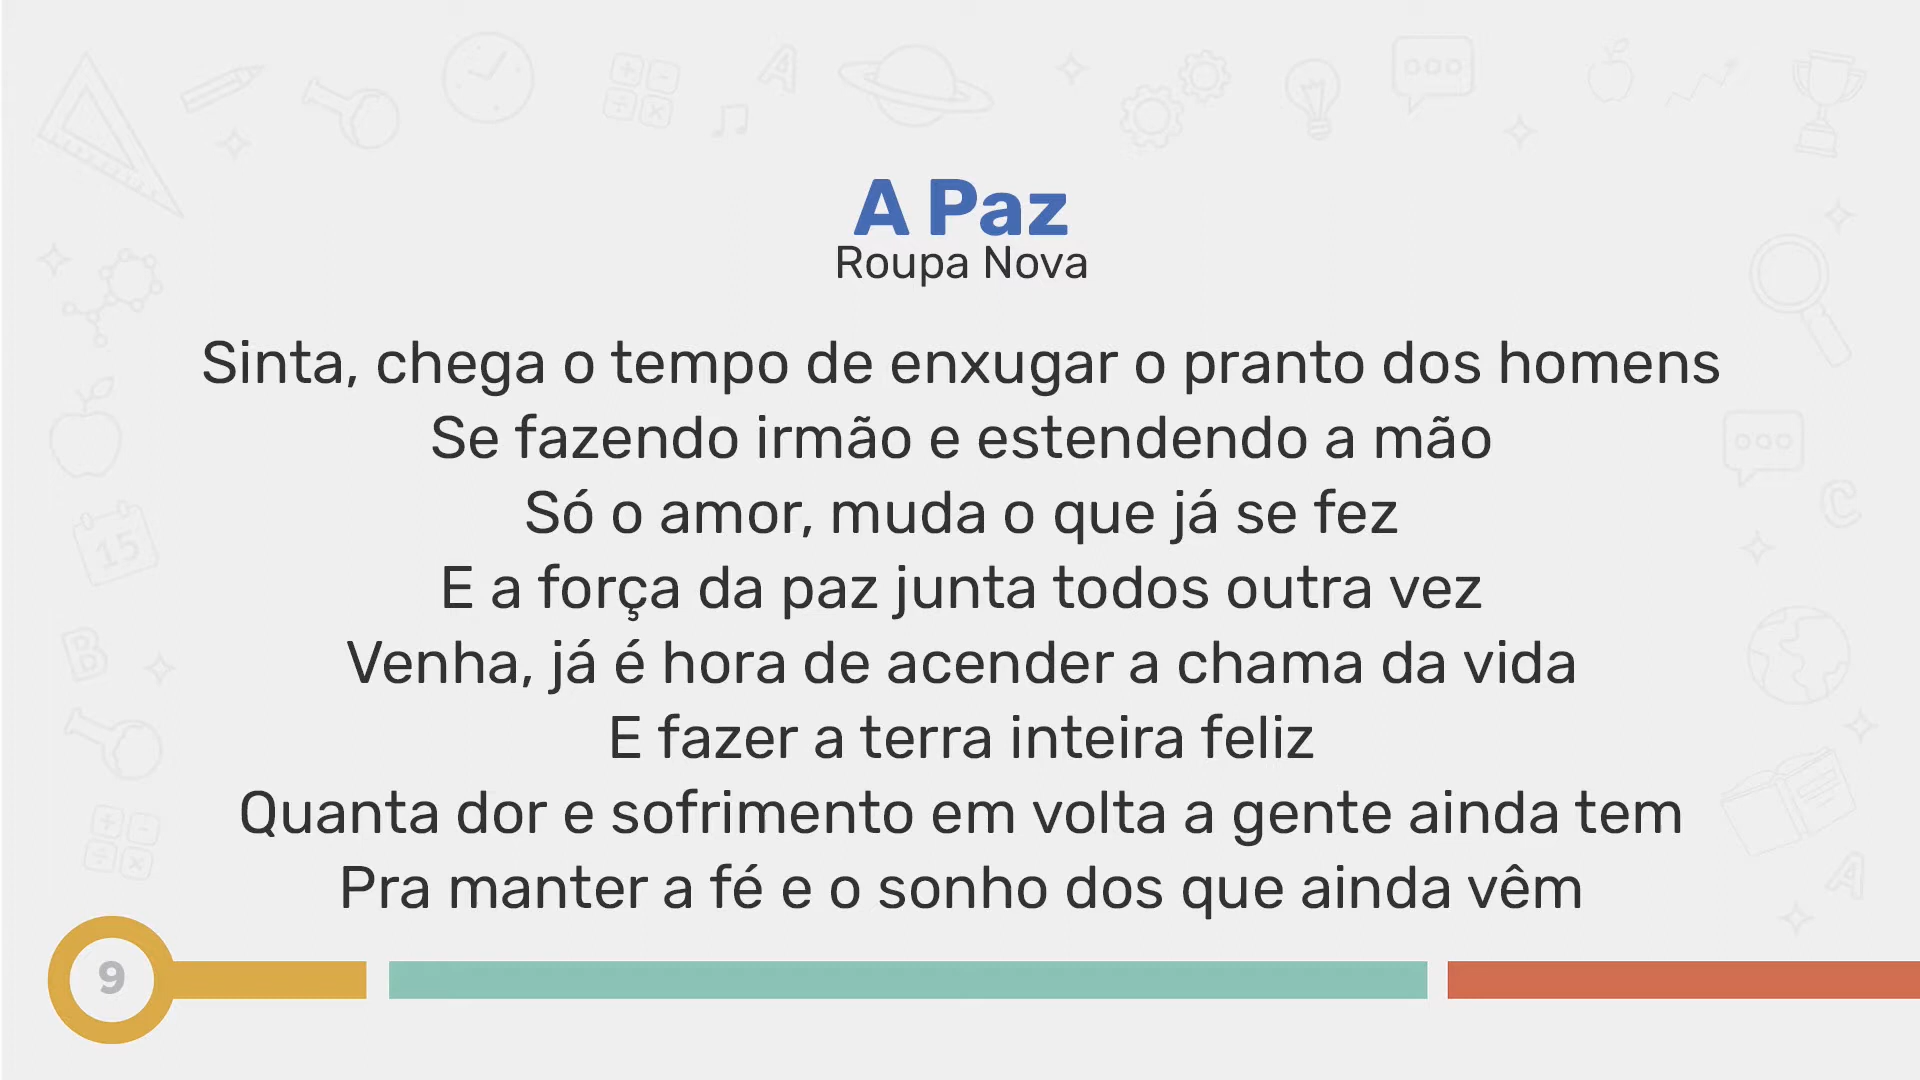 A Paz
Roupa Nova
Sinta, chega o tempo de enxugar o pranto dos homens
Se fazendo irmão e estendendo a mão
Só o amor, muda o que já se fez
E a força da paz junta todos outra vez
Venha, já é hora de acender a chama da vida
E fazer a terra inteira feliz
Quanta dor e sofrimento em volta a gente ainda tem
Pra manter a fé e o sonho dos que ainda vêm
9
A
15
B
C
A